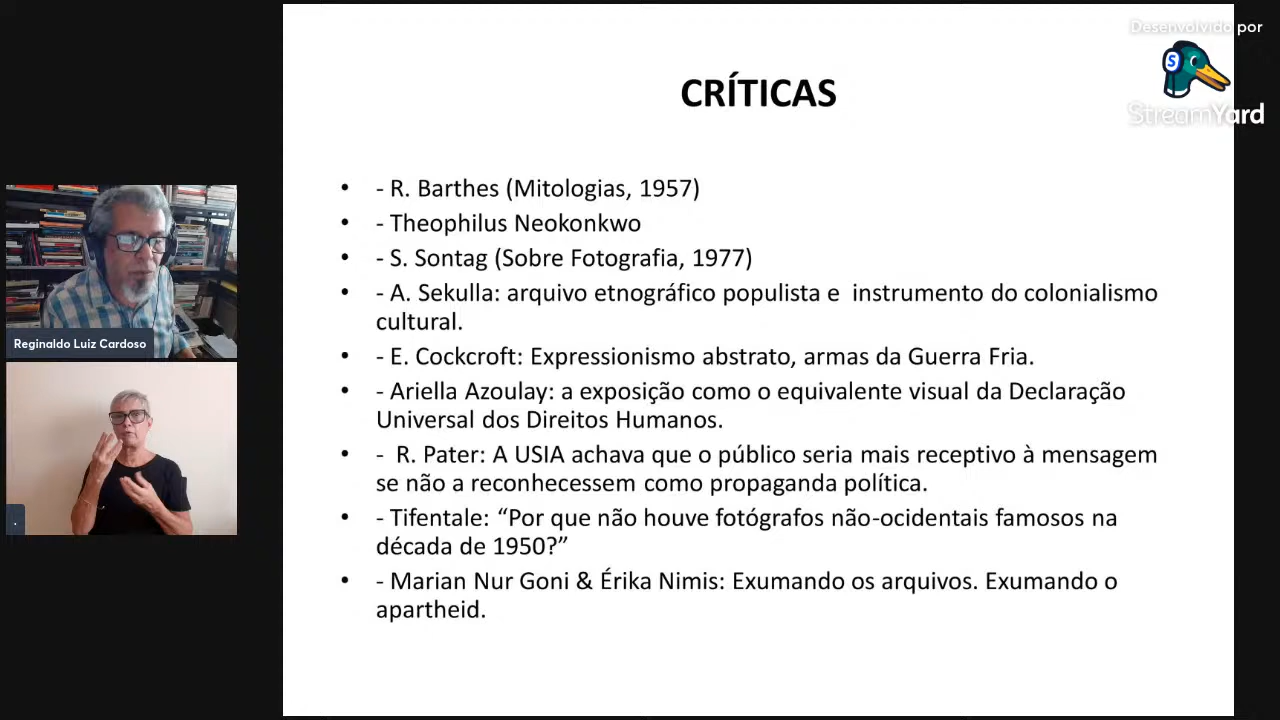 Desenvolvido por
StreamYard
CRÍTICAS
• - R. Barthes (Mitologias, 1957)
• - Theophilus Neokonkwo
• - S. Sontag (Sobre Fotografia, 1977)
• - A. Sekulla: arquivo etnográfico populista e  instrumento do colonialismo
cultural.
• - E. Cockcroft: Expressionismo abstrato, armas da Guerra Fria.
• - Ariella Azoulay: a exposição como o equivalente visual da Declaração
Universal dos Direitos Humanos.
• -  R. Pater: A USIA achava que o público seria mais receptivo à mensagem
se não a reconhecessem como propaganda política.
• - Tifentale: “Por que não houve fotógrafos não-ocidentais famosos na
década de 1950?”
• - Marian Nur Goni & Érika Nimis: Exumando os arquivos. Exumando o
apartheid.
Reginaldo Luiz Cardoso
.